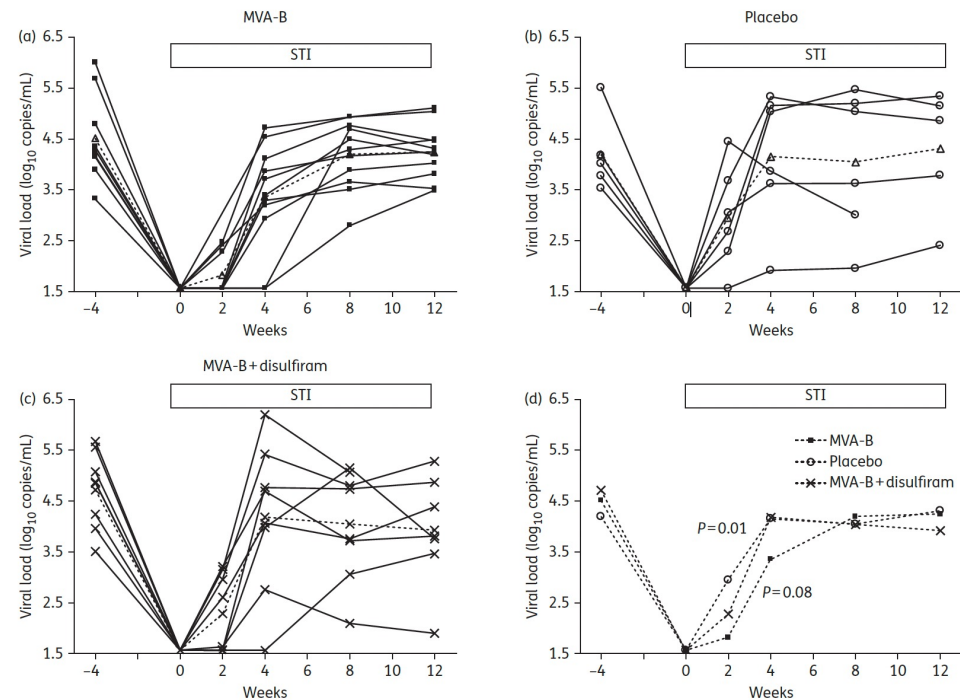 MVA-B
(a)
STI
Viral load (log10 copies/mL)
6.5
5.5
4.5
3.5
2.5
1.5
–4 0 2 4 6 8 10 12
Weeks
Placebo
(b)
STI
Viral load (log10 copies/mL)
6.5
5.5
4.5
3.5
2.5
1.5
–4 0 2 4 6 8 10 12
Weeks
MVA-B+disulfiram
(c)
STI
Viral load (log10 copies/mL)
6.5
5.5
4.5
3.5
2.5
1.5
–4 0 2 4 6 8 10 12
Weeks
(d)
STI
Viral load (log10 copies/mL)
6.5
5.5
4.5
3.5
2.5
1.5
MVA-B
Placebo
MVA-B+disulfiram
P=0.01
P=0.08
–4 0 2 4 6 8 10 12
Weeks